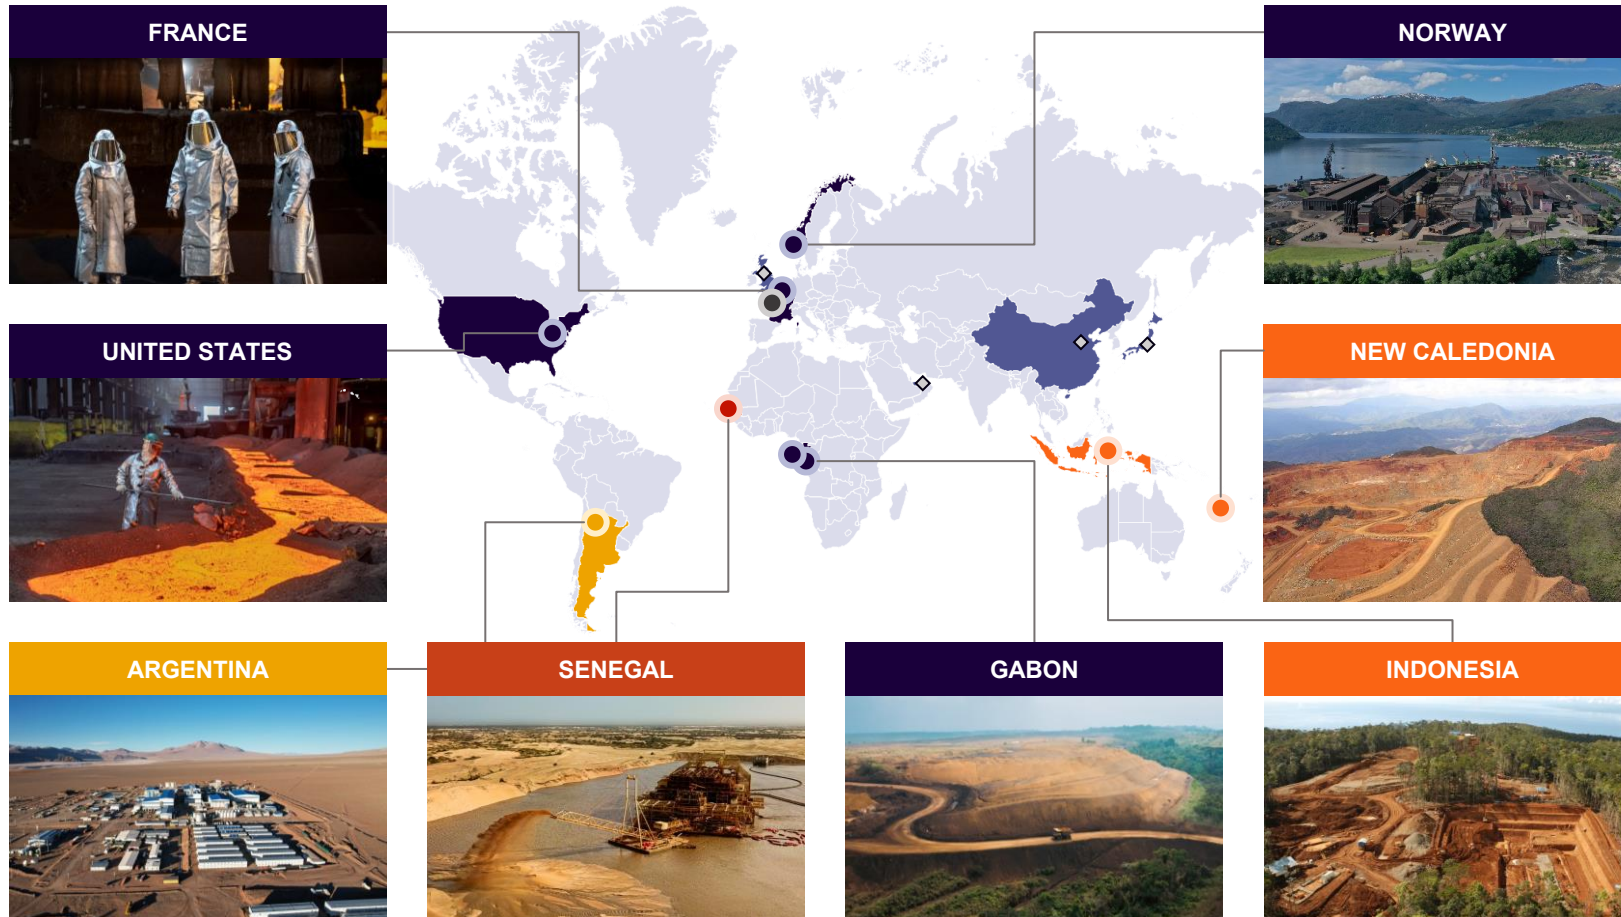 FRANCE
NORWAY
UNITED STATES
NEW CALEDONIA
ARGENTINA
SENEGAL
GABON
INDONESIA